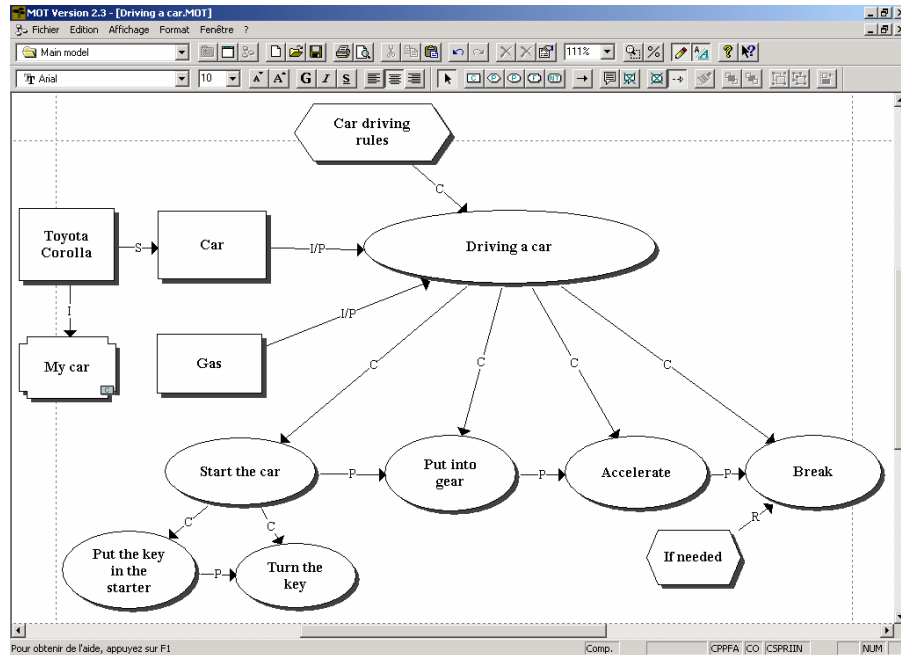 MOT Version 2.3 - [Driving a car.MOT]
Fichier Edition Affichage Format Fenêtre ?
Main model 111% %
Arial 10 A A G I S
Car driving
rules
C
Toyota
Corolla
S
Car
I/P
Driving a car
I
I/P
My car
Gas
C
C
C
C
Start the car
P
Put into
gear
P
Accelerate
P
Break
C
C
R
Put the key
in the
starter
P
Turn the
key
If needed
Pour obtenir de l'aide, appuyez sur F1 Comp. CPPFA CO CSPRIIN NUM